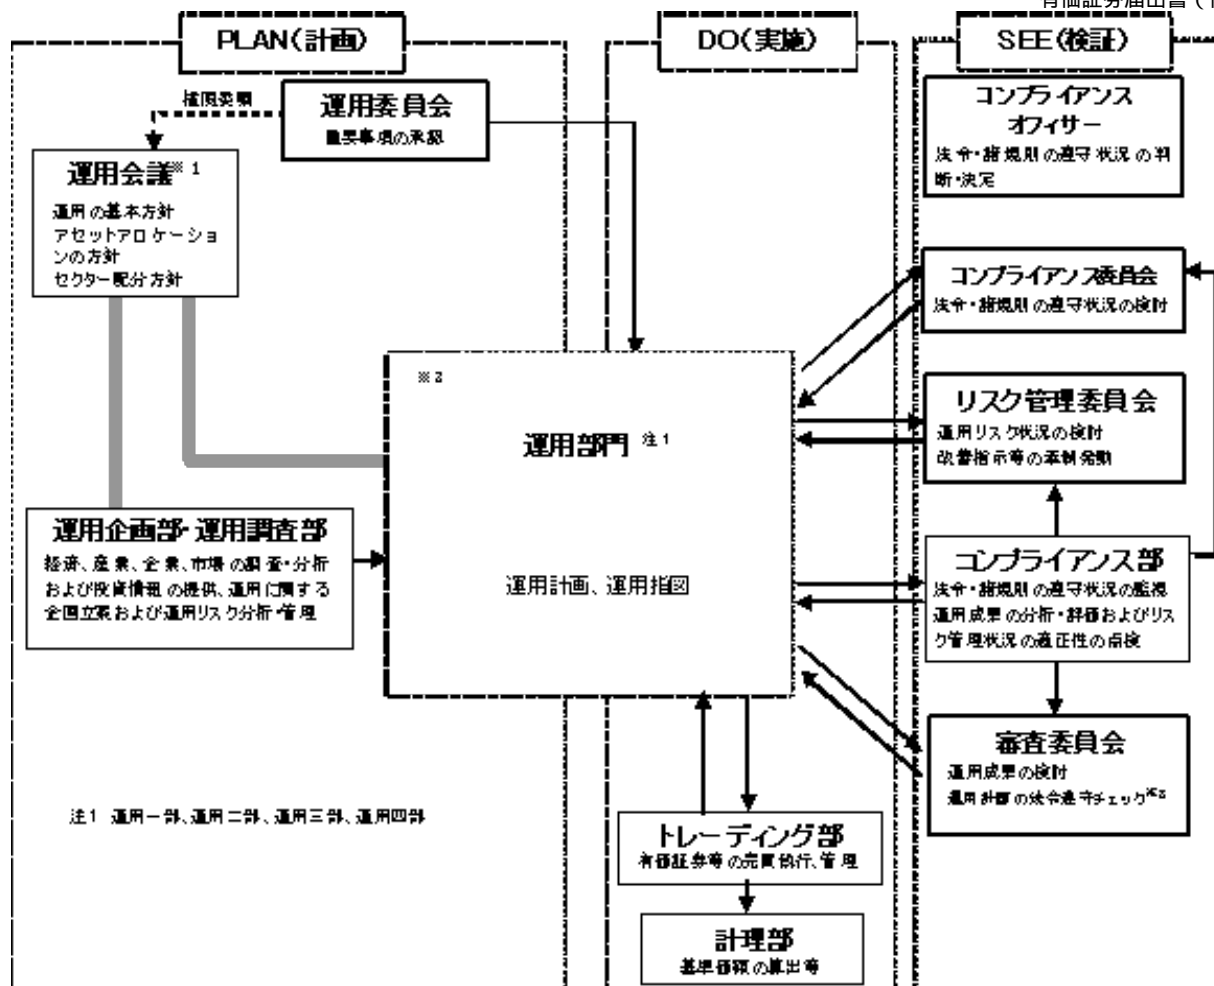 有価証券届出書（
PLAN(計画)
DO(実施)
SEE(検証)
権限委嘱
運用委員会
重要事項の承認
運用会議※1
運用の基本方針
アセットアロケーショ
ンの方針
セクター配分方針
コンプライアンス
オフィサー
法令・諸規則の遵守状況の判
断・決定
コンプライアンス委員会
法令・諸規則の遵守状況の検討
※2
運用部門 注1
運用計画、運用指図
リスク管理委員会
運用リスク状況の検討
改善指示等の牽制発動
運用企画部・運用調査部
経済、産業、企業、市場の調査・分析
および投資情報の提供、運用に関する
企画立案および運用リスク分析・管理
コンプライアンス部
法令・諸規則の遵守状況の監視
運用成果の分析・評価およびリス
ク管理状況の適正性の点検
審査委員会
運用成果の検討
運用計画の法令遵守チェック
注1 運用一部、運用二部、運用三部、運用四部
トレーディング部
有価証券等の売買執行、管理
計理部
基準価額の算出等